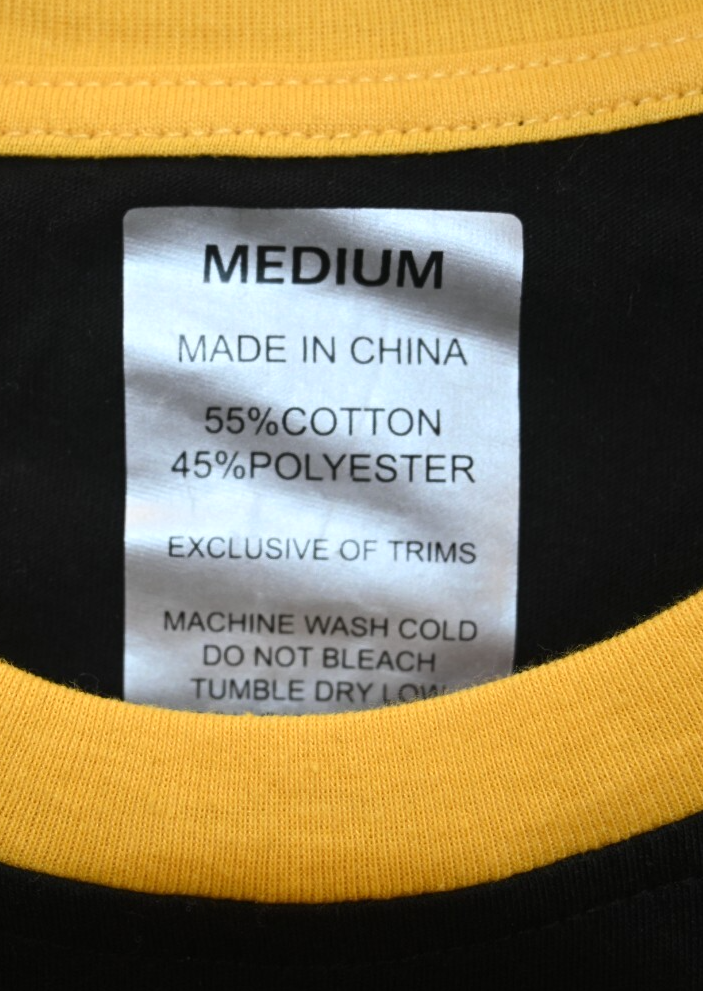 MEDIUM
MADE IN CHINA
55%COTTON
45%POLYESTER
EXCLUSIVE OF TRIMS
MACHINE WASH COLD
DO NOT BLEACH
TUMBLE DRY LOW